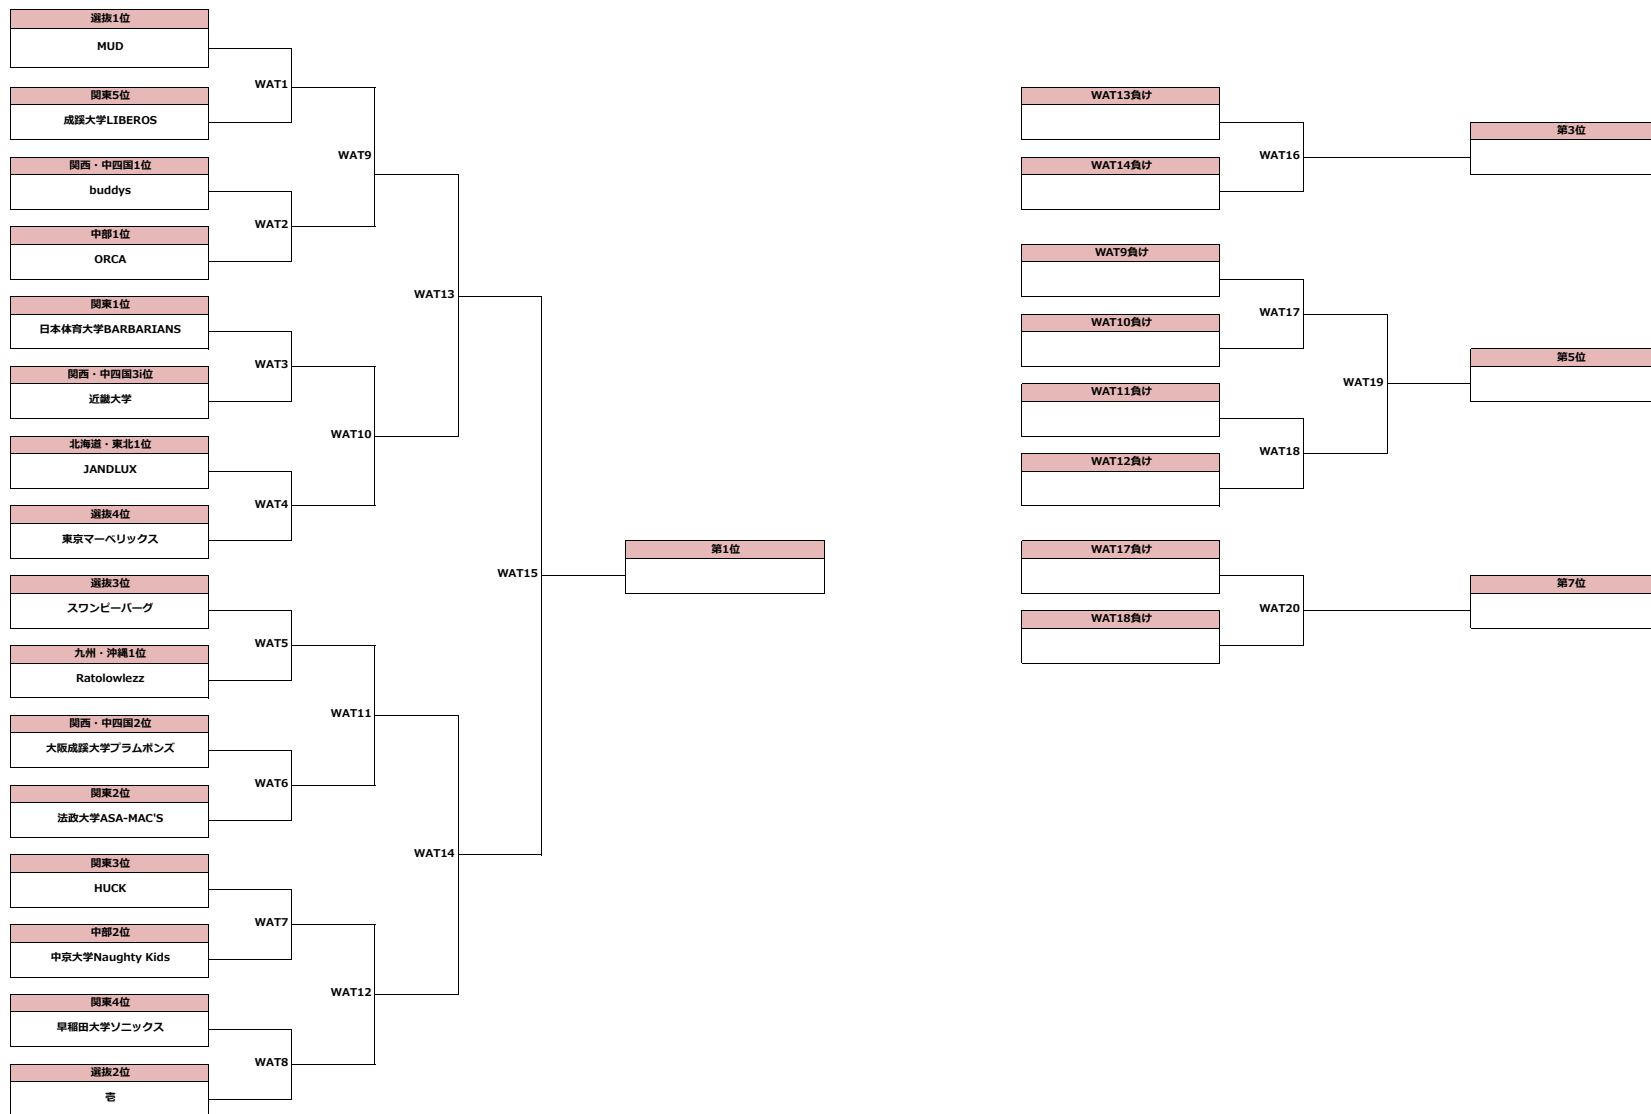 選抜1位
MUD
WAT1
関東5位
成蹊大学LIBEROS
WAT9
関西・中四国1位
buddys
WAT2
中部1位
ORCA
WAT13
関東1位
日本体育大学BARBARIANS
WAT3
関西・中四国3i位
近畿大学
WAT10
北海道・東北1位
JANDLUX
WAT4
選抜4位
東京マーベリックス
WAT15
第1位
選抜3位
スワンピーバーグ
WAT5
九州・沖縄1位
Ratolowlezz
WAT11
関西・中四国2位
大阪成蹊大学プラムポンズ
WAT6
関東2位
法政大学ASA-MAC'S
WAT14
関東3位
HUCK
WAT7
中部2位
中京大学Naughty Kids
WAT12
関東4位
早稲田大学ソニックス
WAT8
選抜2位
壱
WAT13負け
WAT16
第3位
WAT14負け
WAT9負け
WAT17
WAT10負け
WAT19
第5位
WAT11負け
WAT18
WAT12負け
WAT17負け
WAT20
第7位
WAT18負け